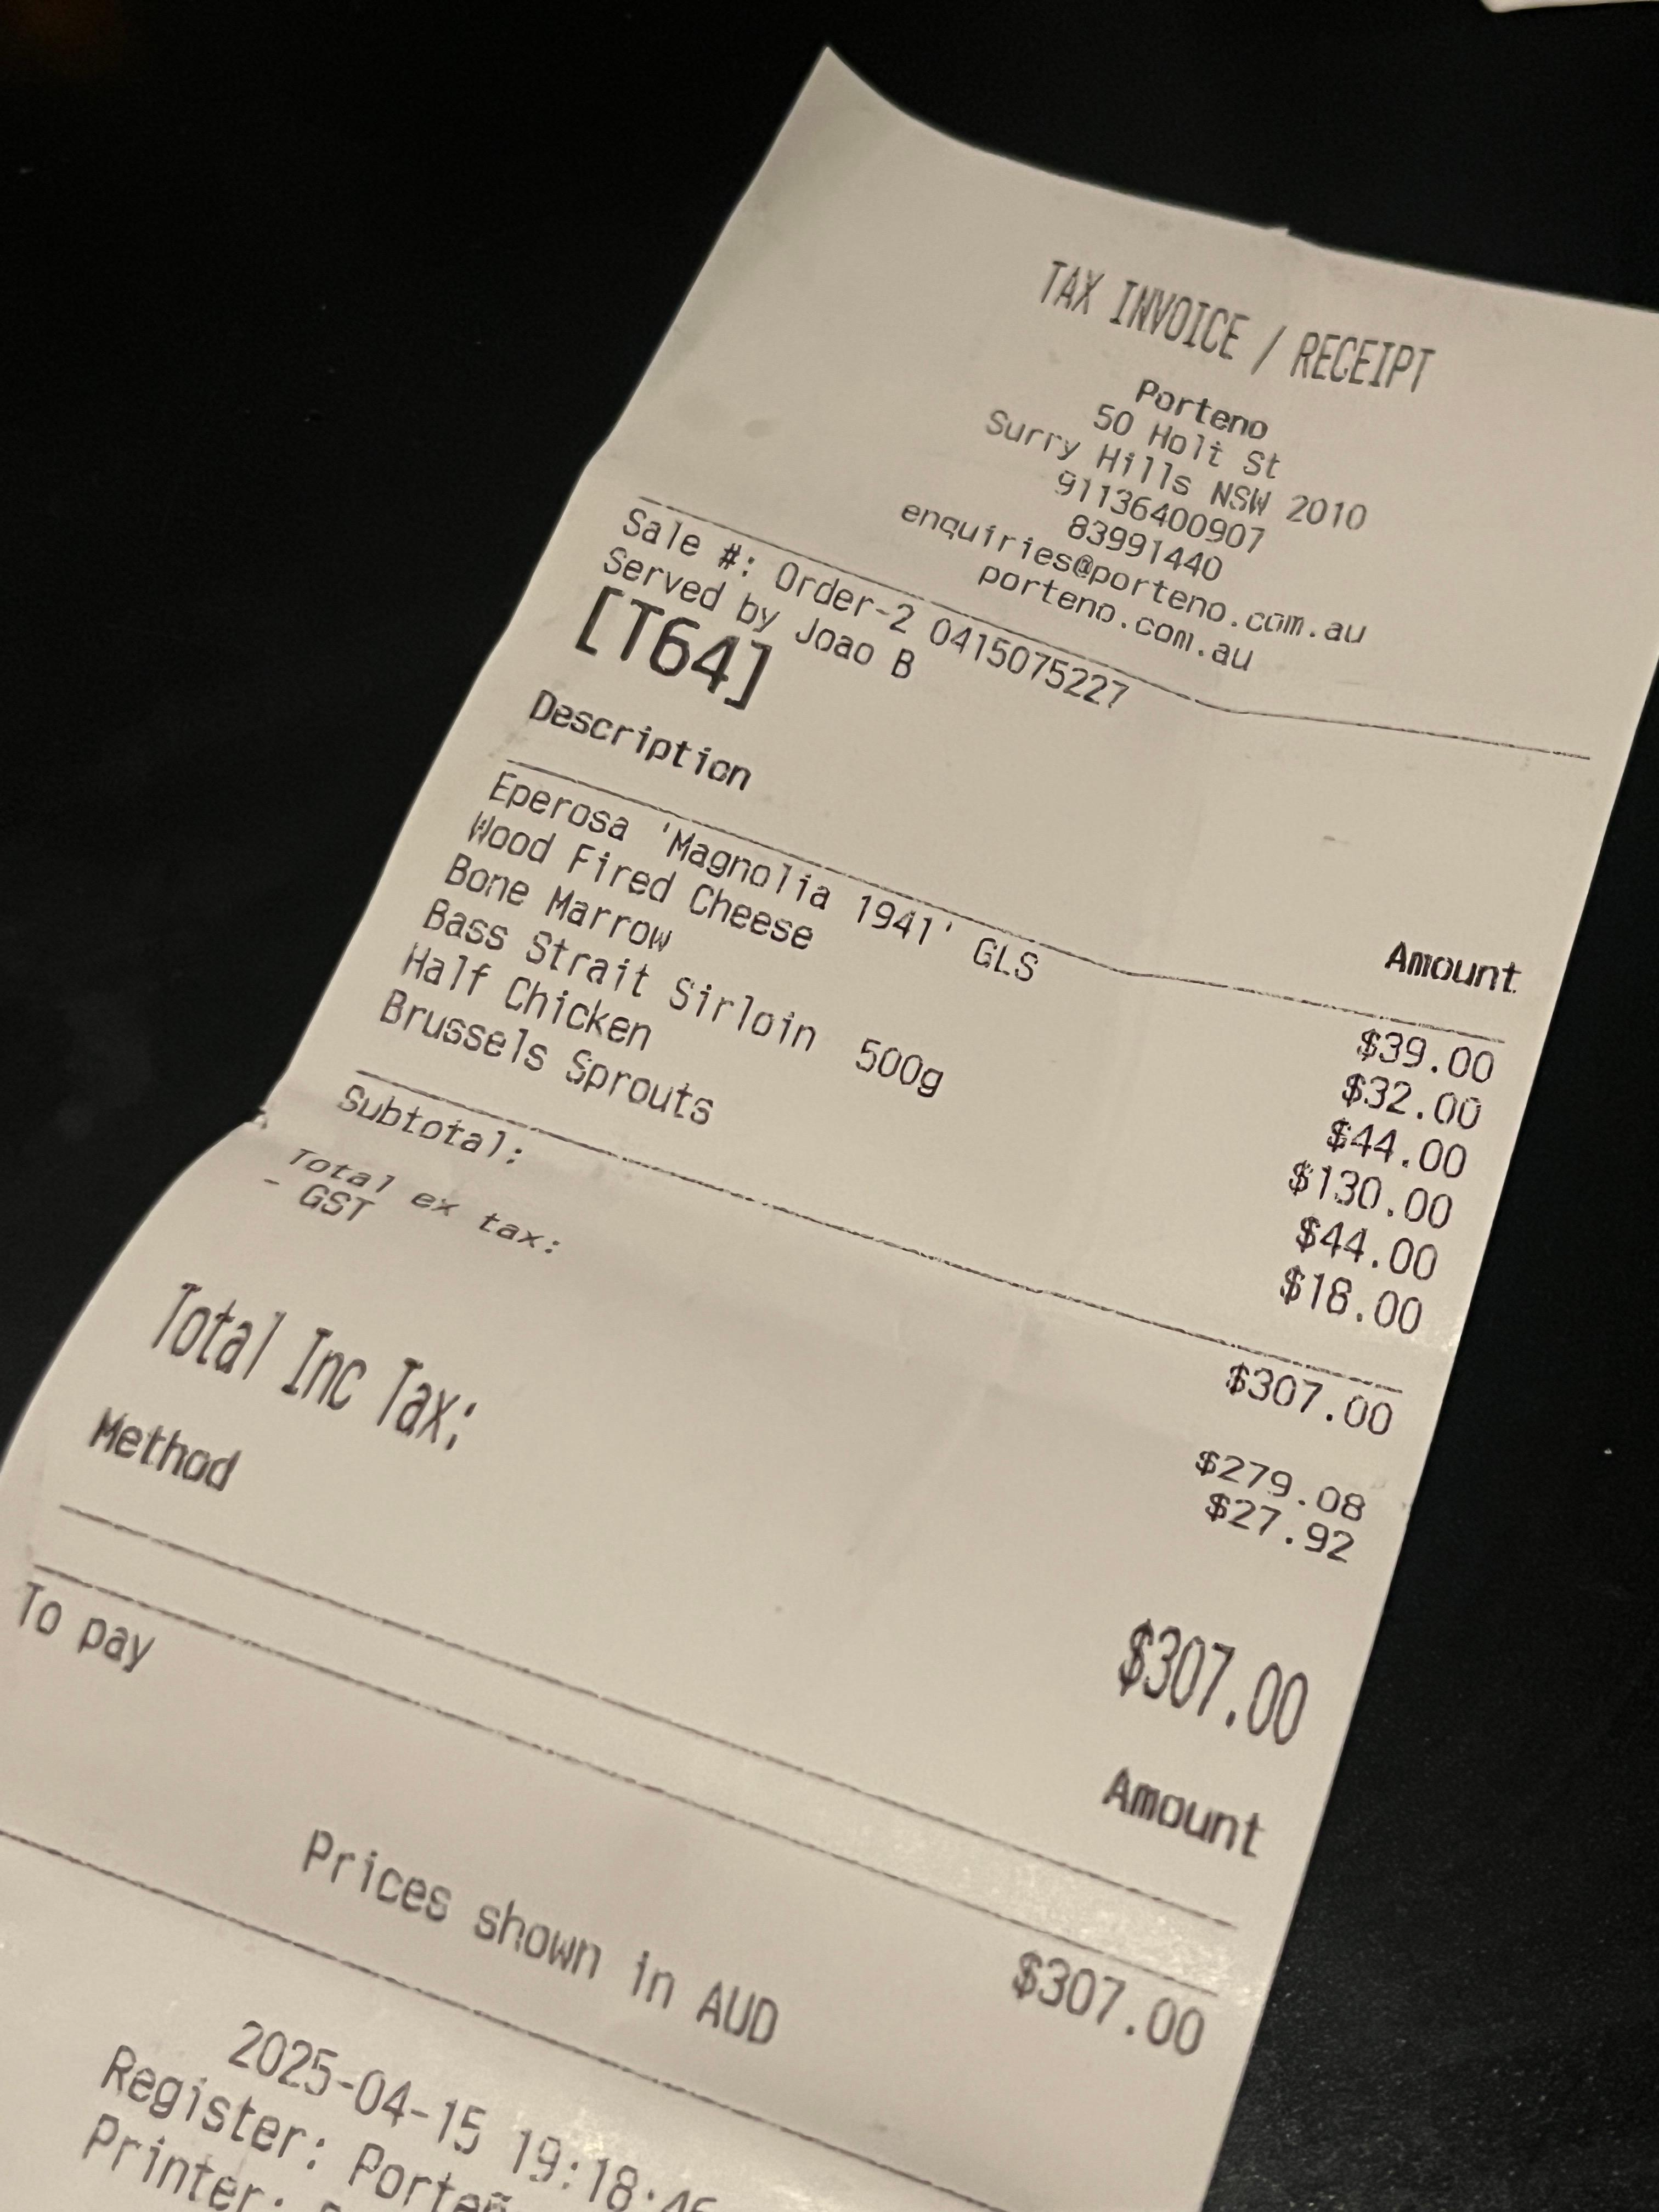 TAX INVOICE / RECEIPT
Porteno
50 Holt St
Surry Hills NSW 2010
91136400907
83991440
enquiries@porteno.com.au
porteno.com.au
Sale #: Order-2 0415075227
Served by Joao B
[T64]
Description Amount
Eperosa 'Magnolia 1941' GLS $39.00
Wood Fired Cheese $32.00
Bone Marrow $44.00
Bass Strait Sirloin 500g $130.00
Half Chicken $44.00
Brussels Sprouts $18.00
Subtotal: $307.00
Total ex tax: $279.08
- GST $27.92
Total Inc Tax: $307.00
Method Amount
To pay $307.00
Prices shown in AUD
2025-04-15
Register:
Printer: